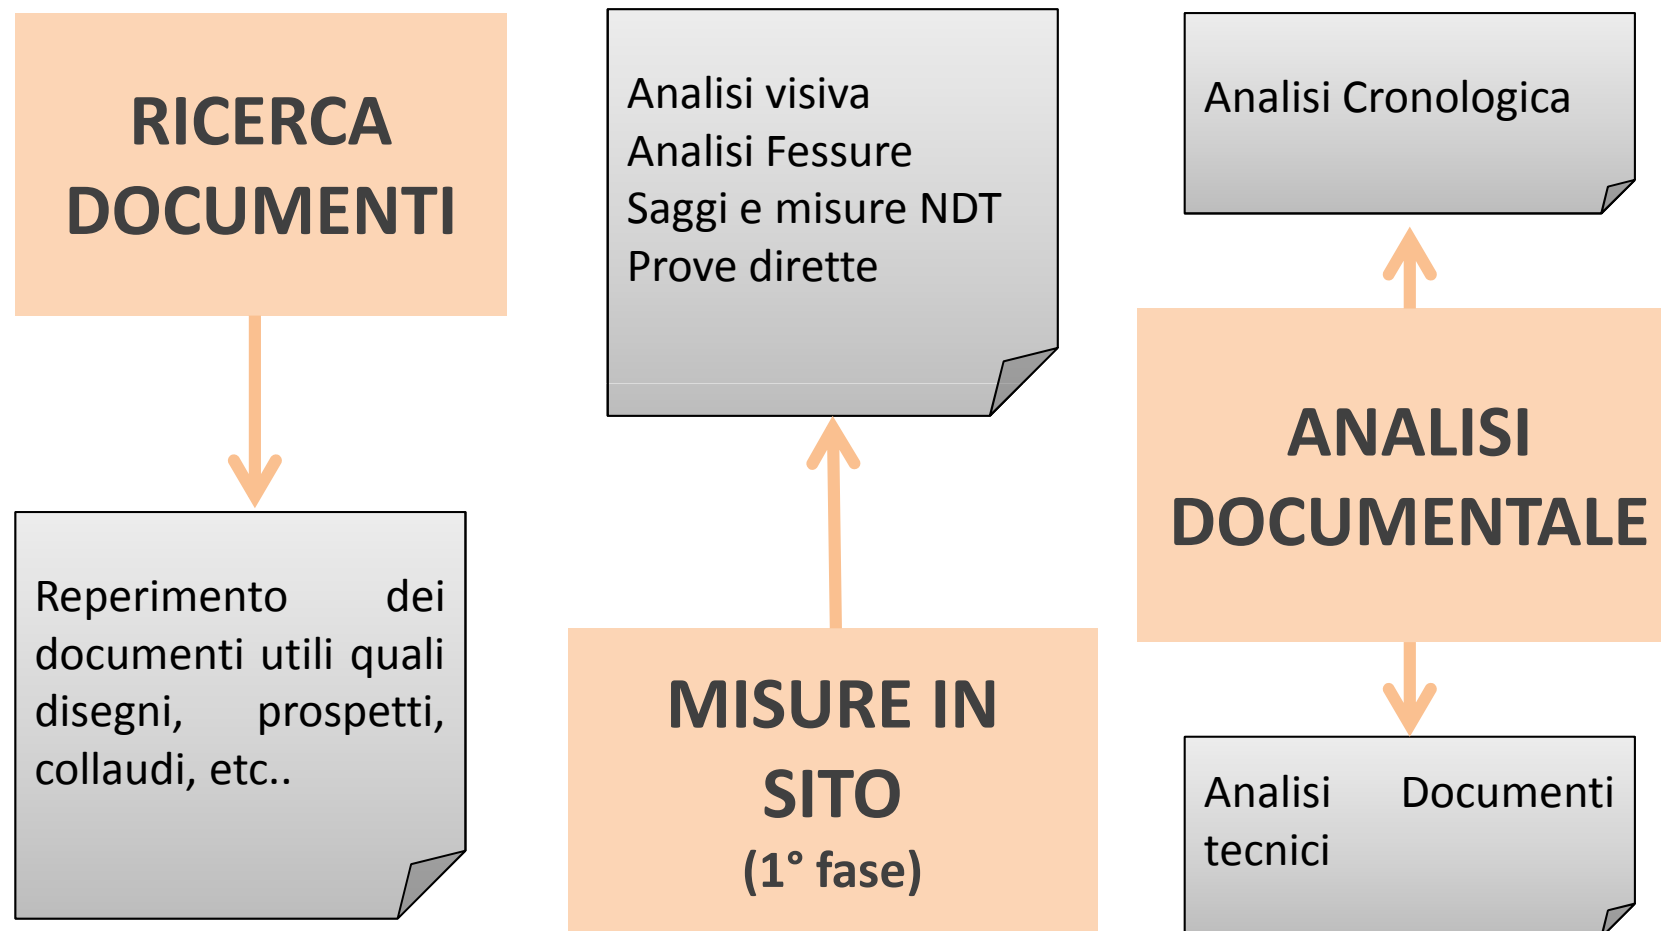 RICERCA
DOCUMENTI
Reperimento dei
documenti utili quali
disegni, prospetti,
collaudi, etc..
Analisi visiva
Analisi Fessure
Saggi e misure NDT
Prove dirette
MISURE IN
SITO
(1° fase)
Analisi Cronologica
ANALISI
DOCUMENTALE
Analisi Documenti
tecnici